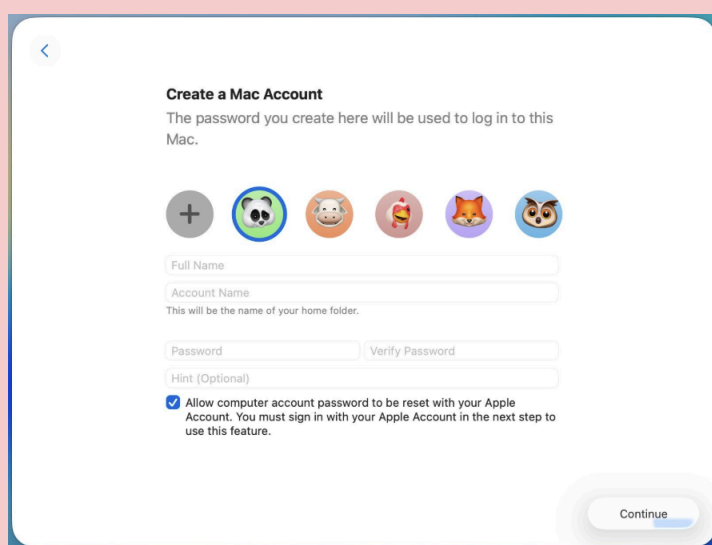 Create a Mac Account
The password you create here will be used to log in to this
Mac.
Full Name
Account Name
This will be the name of your home folder.
Password
Verify Password
Hint (Optional)
Allow computer account password to be reset with your Apple
Account. You must sign in with your Apple Account in the next step to
use this feature.
Continue